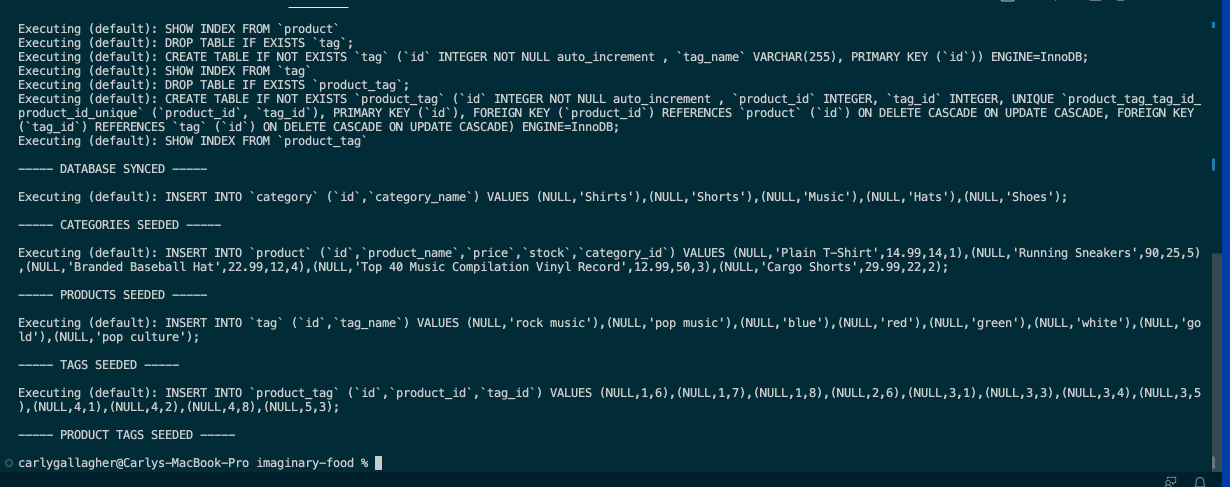 Executing (default): SHOW INDEX FROM `product`
Executing (default): DROP TABLE IF EXISTS `tag`;
Executing (default): CREATE TABLE IF NOT EXISTS `tag` (`id` INTEGER NOT NULL auto_increment , `tag_name` VARCHAR(255), PRIMARY KEY (`id`)) ENGINE=InnoDB;
Executing (default): SHOW INDEX FROM `tag`
Executing (default): DROP TABLE IF EXISTS `product_tag`;
Executing (default): CREATE TABLE IF NOT EXISTS `product_tag` (`id` INTEGER NOT NULL auto_increment , `product_id` INTEGER, `tag_id` INTEGER, UNIQUE `product_tag_tag_id_
product_id_unique` (`product_id`, `tag_id`), PRIMARY KEY (`id`), FOREIGN KEY (`product_id`) REFERENCES `product` (`id`) ON DELETE CASCADE ON UPDATE CASCADE, FOREIGN KEY
(`tag_id`) REFERENCES `tag` (`id`) ON DELETE CASCADE ON UPDATE CASCADE) ENGINE=InnoDB;
Executing (default): SHOW INDEX FROM `product_tag`
----- DATABASE SYNCED -----
Executing (default): INSERT INTO `category` (`id`,`category_name`) VALUES (NULL,'Shirts'),(NULL,'Shorts'),(NULL,'Music'),(NULL,'Hats'),(NULL,'Shoes');
----- CATEGORIES SEEDED -----
Executing (default): INSERT INTO `product` (`id`,`product_name`,`price`,`stock`,`category_id`) VALUES (NULL,'Plain T-Shirt',14.99,14,1),(NULL,'Running Sneakers',90,25,5)
,(NULL,'Branded Baseball Hat',22.99,12,4),(NULL,'Top 40 Music Compilation Vinyl Record',12.99,50,3),(NULL,'Cargo Shorts',29.99,22,2);
----- PRODUCTS SEEDED -----
Executing (default): INSERT INTO `tag` (`id`,`tag_name`) VALUES (NULL,'rock music'),(NULL,'pop music'),(NULL,'blue'),(NULL,'red'),(NULL,'green'),(NULL,'white'),(NULL,'go
ld'),(NULL,'pop culture');
----- TAGS SEEDED -----
Executing (default): INSERT INTO `product_tag` (`id`,`product_id`,`tag_id`) VALUES (NULL,1,6),(NULL,1,7),(NULL,1,8),(NULL,2,6),(NULL,3,1),(NULL,3,3),(NULL,3,4),(NULL,3,5
),(NULL,4,1),(NULL,4,2),(NULL,4,8),(NULL,5,3);
----- PRODUCT TAGS SEEDED -----
carlygallagher@Carlys-MacBook-Pro imaginary-food %